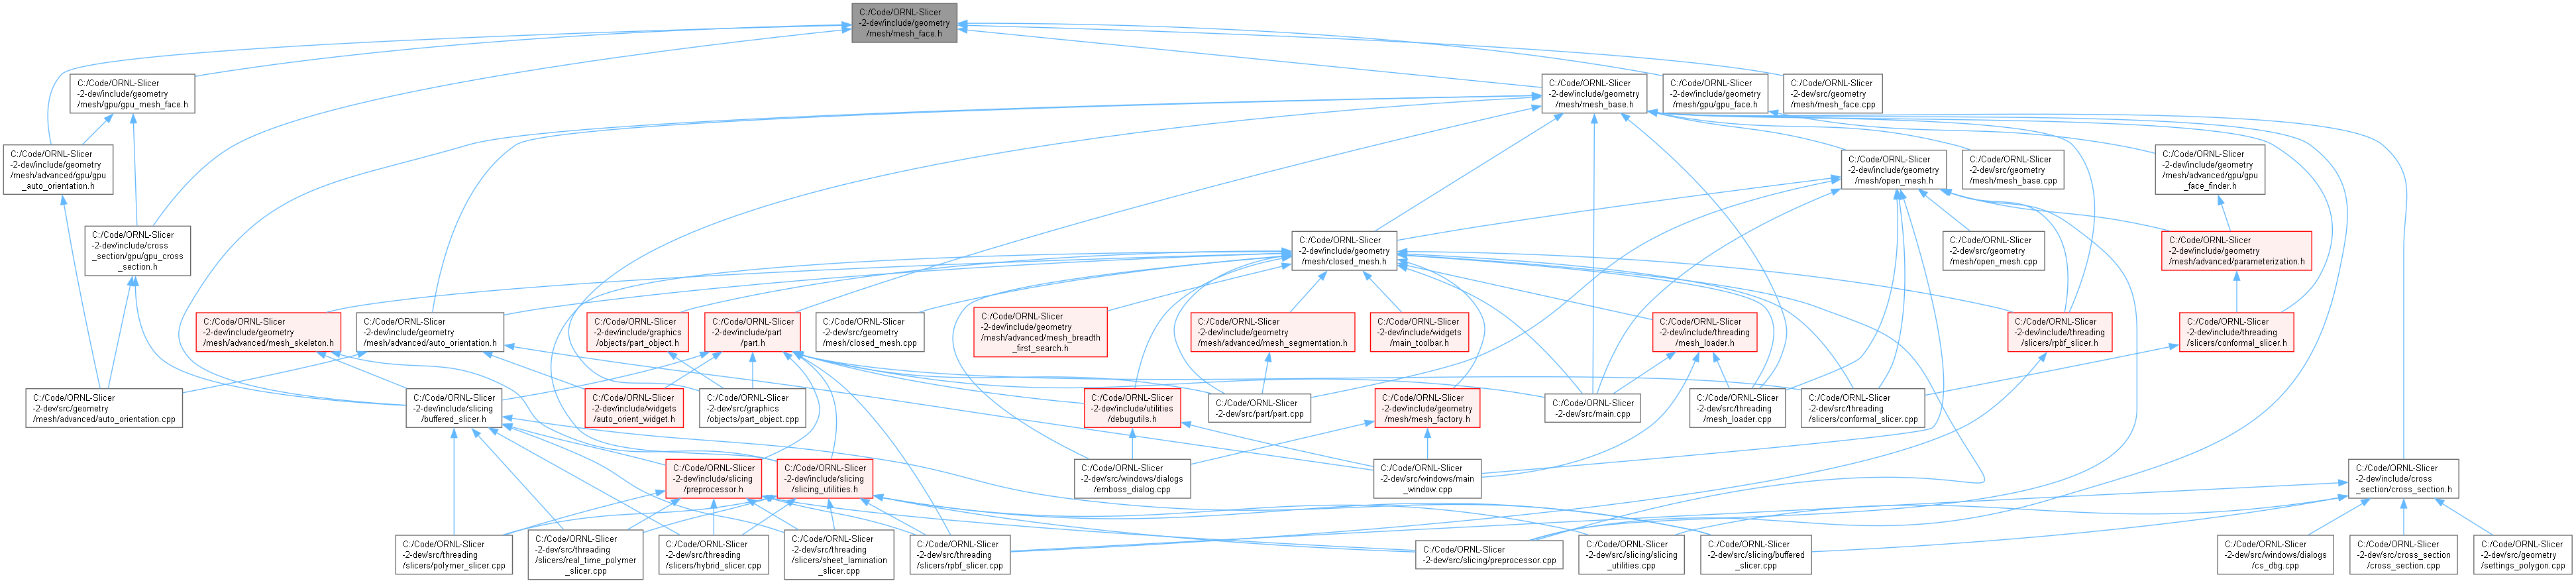 C:/Code/ORNL-Slicer
-2-dev/include/geometry
/mesh/mesh_face.h
C:/Code/ORNL-Slicer
-2-dev/include/geometry
/mesh/gpu/gpu_mesh_face.h
C:/Code/ORNL-Slicer
-2-dev/include/geometry
/mesh/mesh_base.h
C:/Code/ORNL-Slicer
-2-dev/include/geometry
/mesh/gpu/gpu_face.h
C:/Code/ORNL-Slicer
-2-dev/src/geometry
/mesh/mesh_face.cpp
C:/Code/ORNL-Slicer
-2-dev/include/geometry
/mesh/advanced/gpu/gpu
_auto_orientation.h
C:/Code/ORNL-Slicer
-2-dev/include/geometry
/mesh/open_mesh.h
C:/Code/ORNL-Slicer
-2-dev/src/geometry
/mesh/mesh_base.cpp
C:/Code/ORNL-Slicer
-2-dev/include/geometry
/mesh/advanced/gpu/gpu
_face_finder.h
C:/Code/ORNL-Slicer
-2-dev/include/cross
_section/gpu/gpu_cross
_section.h
C:/Code/ORNL-Slicer
-2-dev/include/geometry
/mesh/closed_mesh.h
C:/Code/ORNL-Slicer
-2-dev/src/geometry
/mesh/open_mesh.cpp
C:/Code/ORNL-Slicer
-2-dev/include/geometry
/mesh/advanced/parameterization.h
C:/Code/ORNL-Slicer
-2-dev/include/geometry
/mesh/advanced/mesh_skeleton.h
C:/Code/ORNL-Slicer
-2-dev/include/geometry
/mesh/advanced/auto_orientation.h
C:/Code/ORNL-Slicer
-2-dev/include/graphics
/objects/part_object.h
C:/Code/ORNL-Slicer
-2-dev/include/part
/part.h
C:/Code/ORNL-Slicer
-2-dev/src/geometry
/mesh/closed_mesh.cpp
C:/Code/ORNL-Slicer
-2-dev/include/geometry
/mesh/advanced/mesh_breadth
_first_search.h
C:/Code/ORNL-Slicer
-2-dev/include/geometry
/mesh/advanced/mesh_segmentation.h
C:/Code/ORNL-Slicer
-2-dev/include/widgets
/main_toolbar.h
C:/Code/ORNL-Slicer
-2-dev/include/threading
/mesh_loader.h
C:/Code/ORNL-Slicer
-2-dev/include/threading
/slicers/rpbf_slicer.h
C:/Code/ORNL-Slicer
-2-dev/include/threading
/slicers/conformal_slicer.h
C:/Code/ORNL-Slicer
-2-dev/src/geometry
/mesh/advanced/auto_orientation.cpp
C:/Code/ORNL-Slicer
-2-dev/include/slicing
/buffered_slicer.h
C:/Code/ORNL-Slicer
-2-dev/include/widgets
/auto_orient_widget.h
C:/Code/ORNL-Slicer
-2-dev/src/graphics
/objects/part_object.cpp
C:/Code/ORNL-Slicer
-2-dev/include/utilities
/debugutils.h
C:/Code/ORNL-Slicer
-2-dev/src/part/part.cpp
C:/Code/ORNL-Slicer
-2-dev/include/geometry
/mesh/mesh_factory.h
C:/Code/ORNL-Slicer
-2-dev/src/main.cpp
C:/Code/ORNL-Slicer
-2-dev/src/threading
/mesh_loader.cpp
C:/Code/ORNL-Slicer
-2-dev/src/threading
/slicers/conformal_slicer.cpp
C:/Code/ORNL-Slicer
-2-dev/include/slicing
/preprocessor.h
C:/Code/ORNL-Slicer
-2-dev/include/slicing
/slicing_utilities.h
C:/Code/ORNL-Slicer
-2-dev/src/windows/dialogs
/emboss_dialog.cpp
C:/Code/ORNL-Slicer
-2-dev/src/windows/main
_window.cpp
C:/Code/ORNL-Slicer
-2-dev/include/cross
_section/cross_section.h
C:/Code/ORNL-Slicer
-2-dev/src/threading
/slicers/polymer_slicer.cpp
C:/Code/ORNL-Slicer
-2-dev/src/threading
/slicers/real_time_polymer
_slicer.cpp
C:/Code/ORNL-Slicer
-2-dev/src/threading
/slicers/hybrid_slicer.cpp
C:/Code/ORNL-Slicer
-2-dev/src/threading
/slicers/sheet_lamination
_slicer.cpp
C:/Code/ORNL-Slicer
-2-dev/src/threading
/slicers/rpbf_slicer.cpp
C:/Code/ORNL-Slicer
-2-dev/src/slicing/preprocessor.cpp
C:/Code/ORNL-Slicer
-2-dev/src/slicing/slicing
_utilities.cpp
C:/Code/ORNL-Slicer
-2-dev/src/slicing/buffered
_slicer.cpp
C:/Code/ORNL-Slicer
-2-dev/src/windows/dialogs
/cs_dbg.cpp
C:/Code/ORNL-Slicer
-2-dev/src/cross_section
/cross_section.cpp
C:/Code/ORNL-Slicer
-2-dev/src/geometry
/settings_polygon.cpp